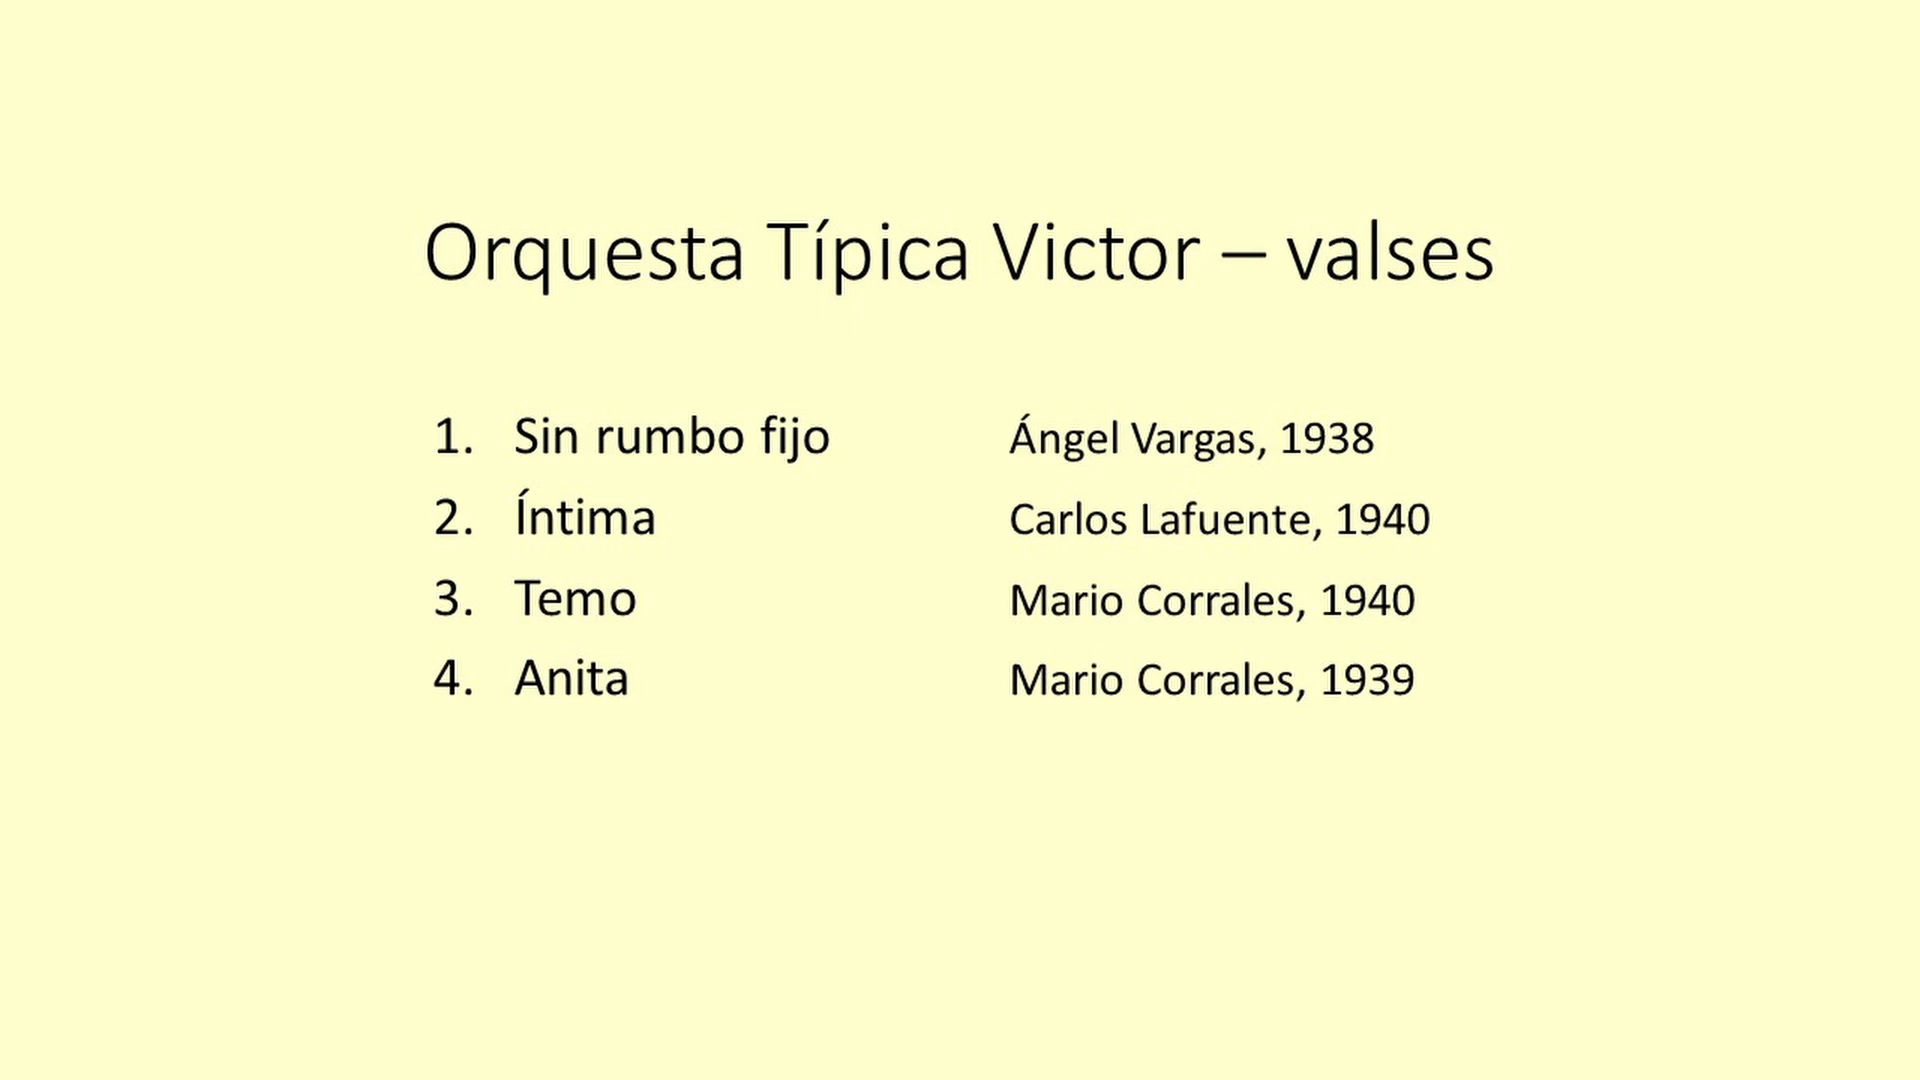 Orquesta Típica Victor – valses
1. Sin rumbo fijo Ángel Vargas, 1938
2. Íntima Carlos Lafuente, 1940
3. Temo Mario Corrales, 1940
4. Anita Mario Corrales, 1939